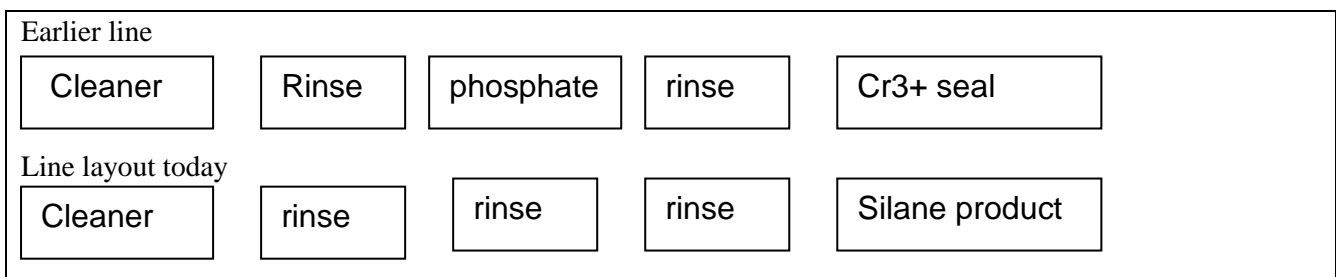 Earlier line
Cleaner Rinse phosphate rinse Cr3+ seal
Line layout today
Cleaner rinse rinse rinse Silane product